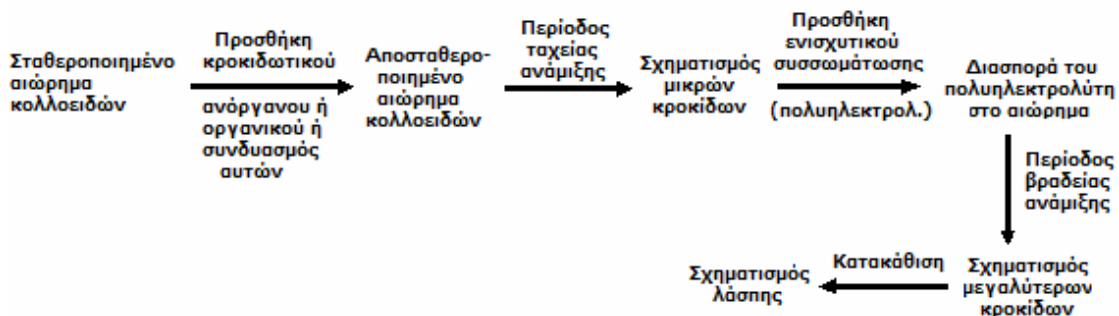 Σταθεροποιημένο
αιώρημα
κολλοειδών
Προσθήκη
κροκιδωτικού
ανόργανου ή
οργανικού ή
συνδυασμός
αυτών
Αποσταθερο-
ποιημένο
αιώρημα
κολλοειδών
Περίοδος
ταχείας
ανάμιξης
Σχηματισμός
μικρών
κροκίδων
Προσθήκη
ενισχυτικού
συσσωμάτωσης
(πολυηλεκτρολ.)
Διασπορά του
πολυηλεκτρολύτη
στο αιώρημα
Περίοδος
βραδείας
ανάμιξης
Σχηματισμός
μεγαλύτερων
κροκίδων
Κατακάθιση
Σχηματισμός
λάσπης